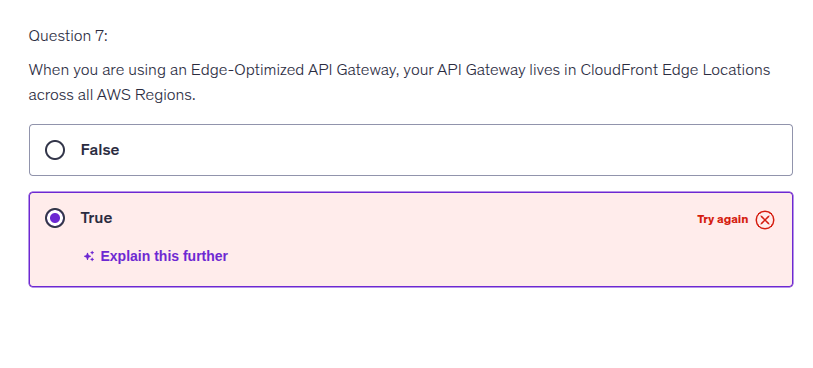 Question 7:
When you are using an Edge-Optimized API Gateway, your API Gateway lives in CloudFront Edge Locations
across all AWS Regions.
False
True
Try again
Explain this further